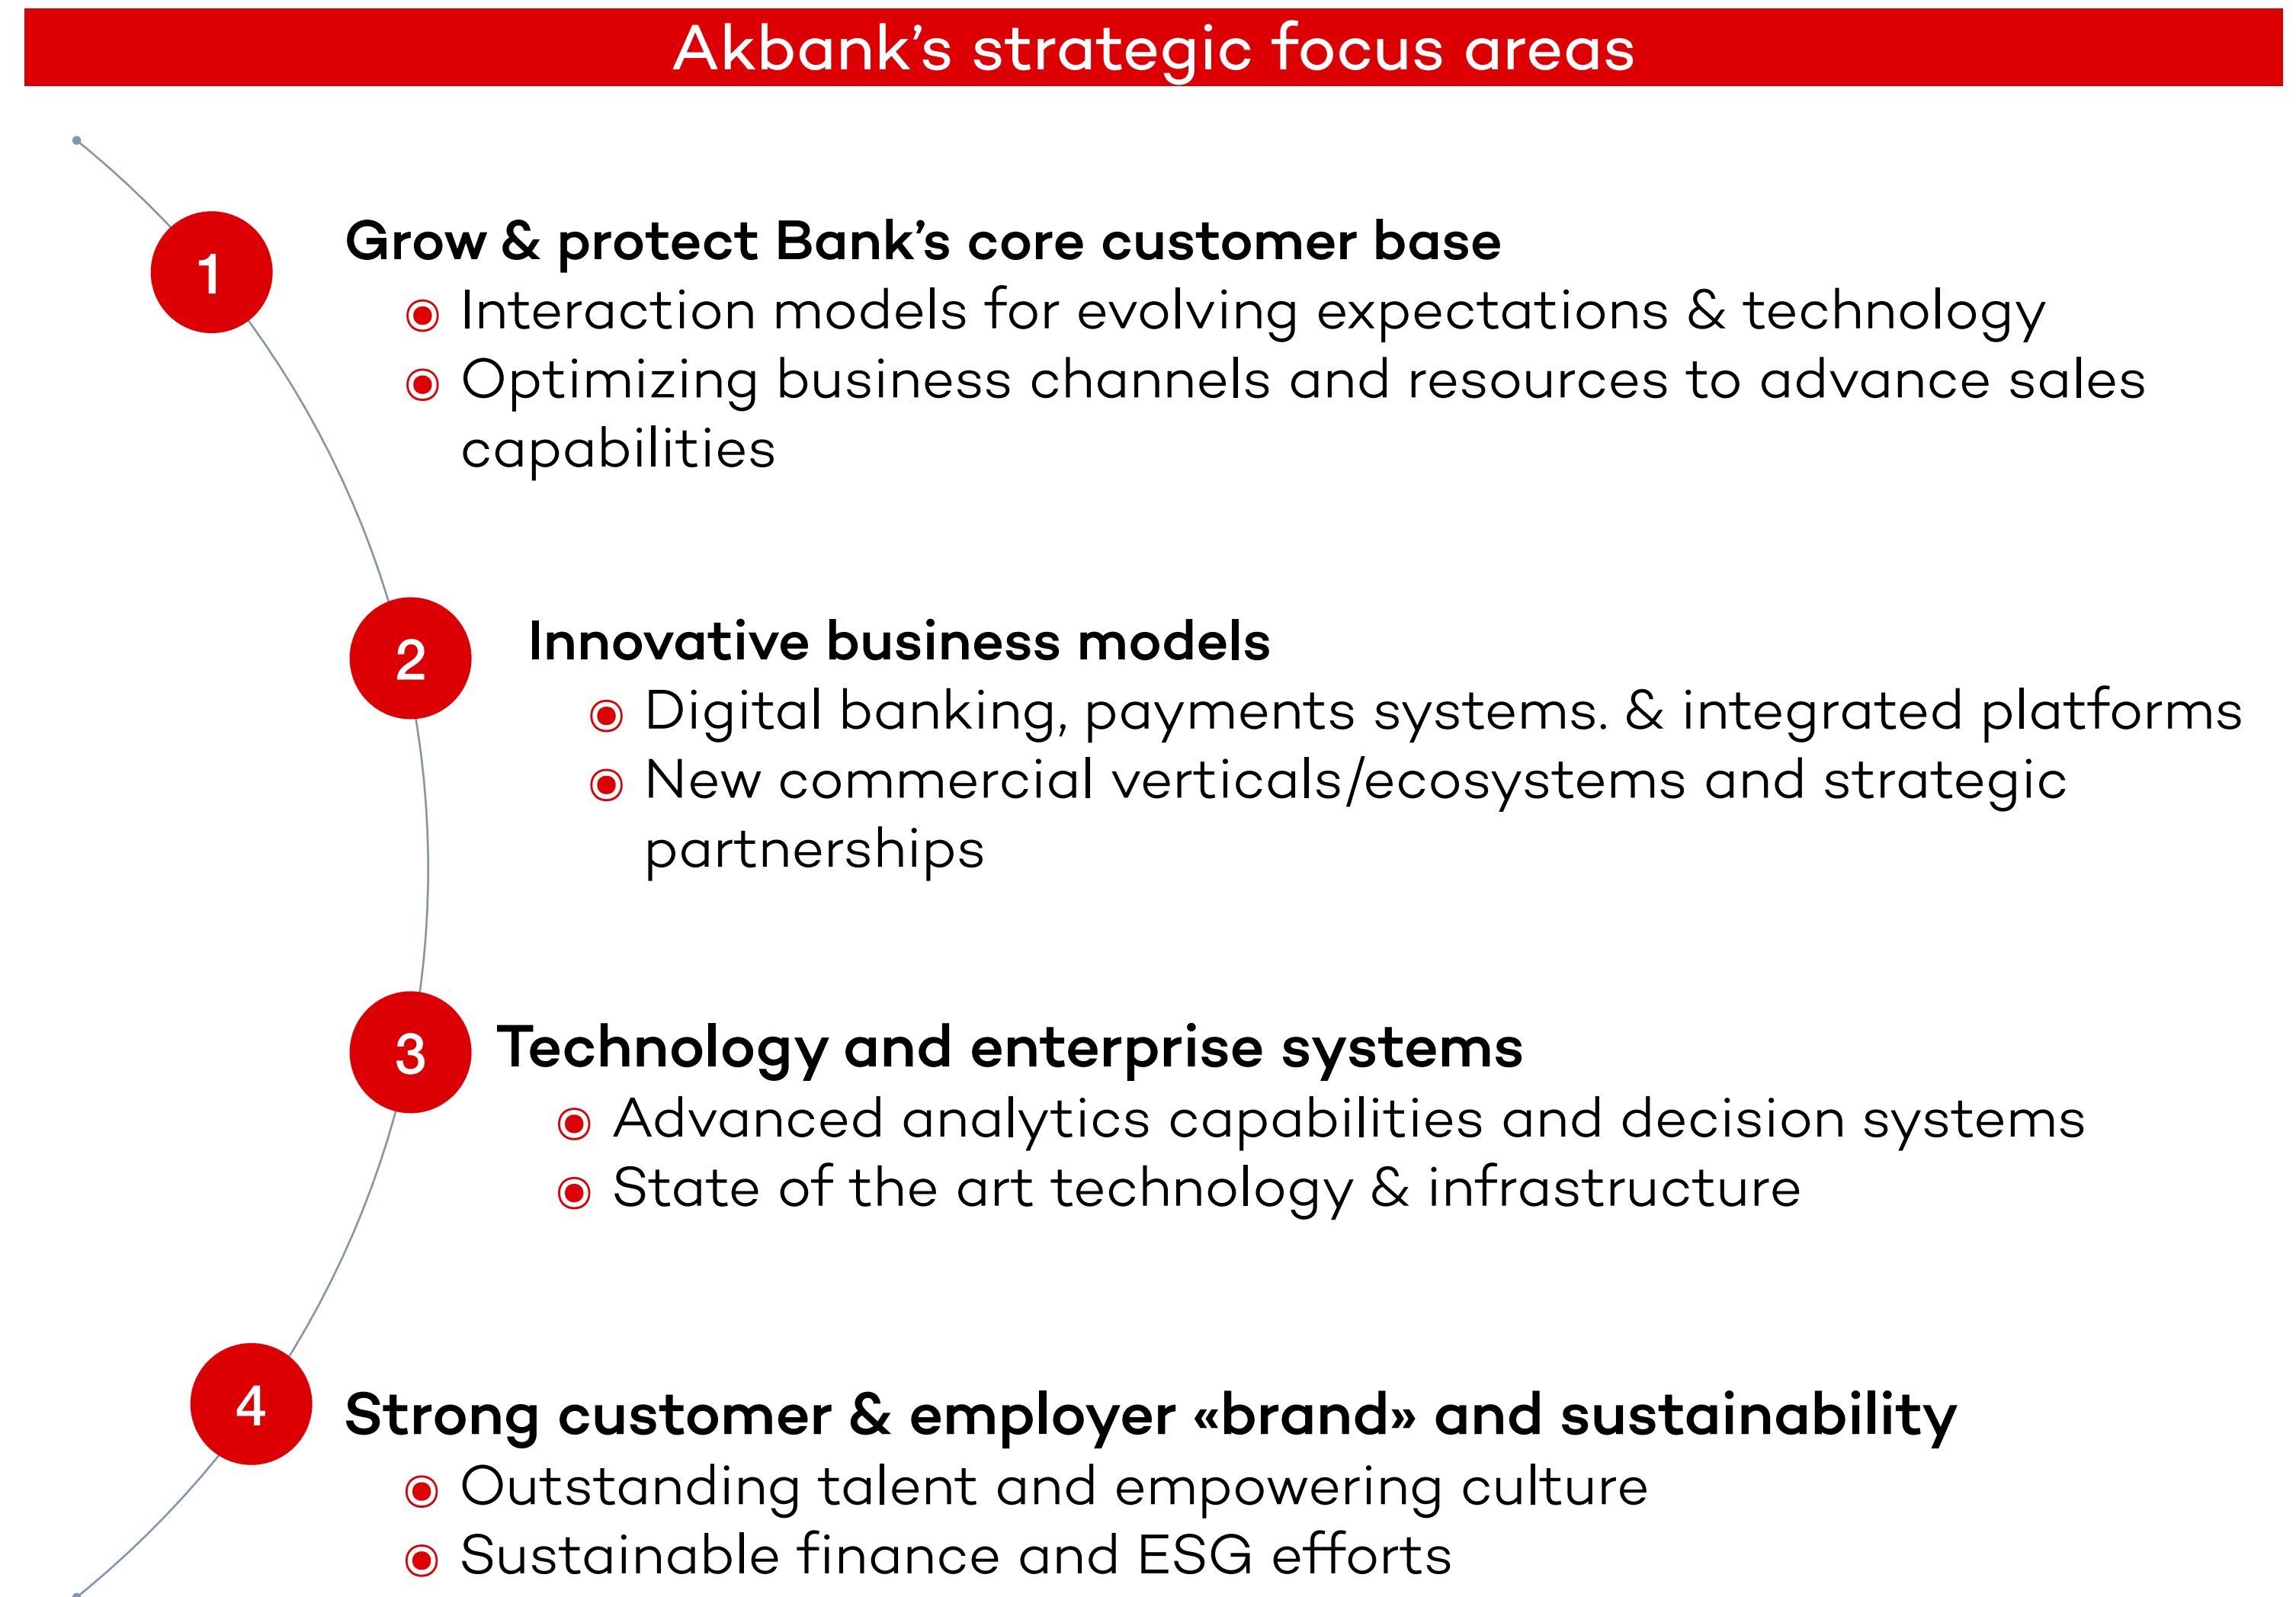 Akbank’s strategic focus areas
1
Grow & protect Bank’s core customer base
Interaction models for evolving expectations & technology
Optimizing business channels and resources to advance sales
capabilities
2
Innovative business models
Digital banking, payments systems. & integrated platforms
New commercial verticals/ecosystems and strategic
partnerships
3
Technology and enterprise systems
Advanced analytics capabilities and decision systems
State of the art technology & infrastructure
4
Strong customer & employer «brand» and sustainability
Outstanding talent and empowering culture
Sustainable finance and ESG efforts